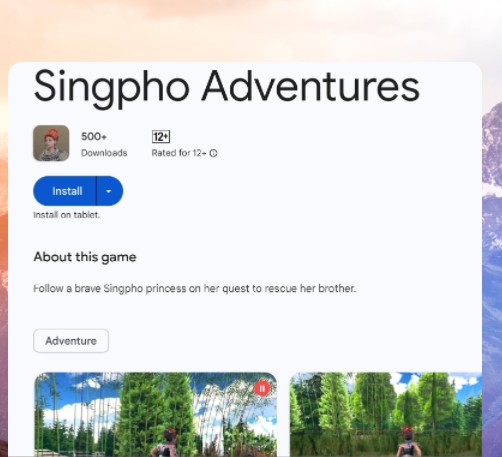 Singpho Adventures
500+
12+
Downloads
Rated for 12+
Install
Install on tablet.
About this game
Follow a brave Singpho princess on her quest to rescue her brother.
Adventure